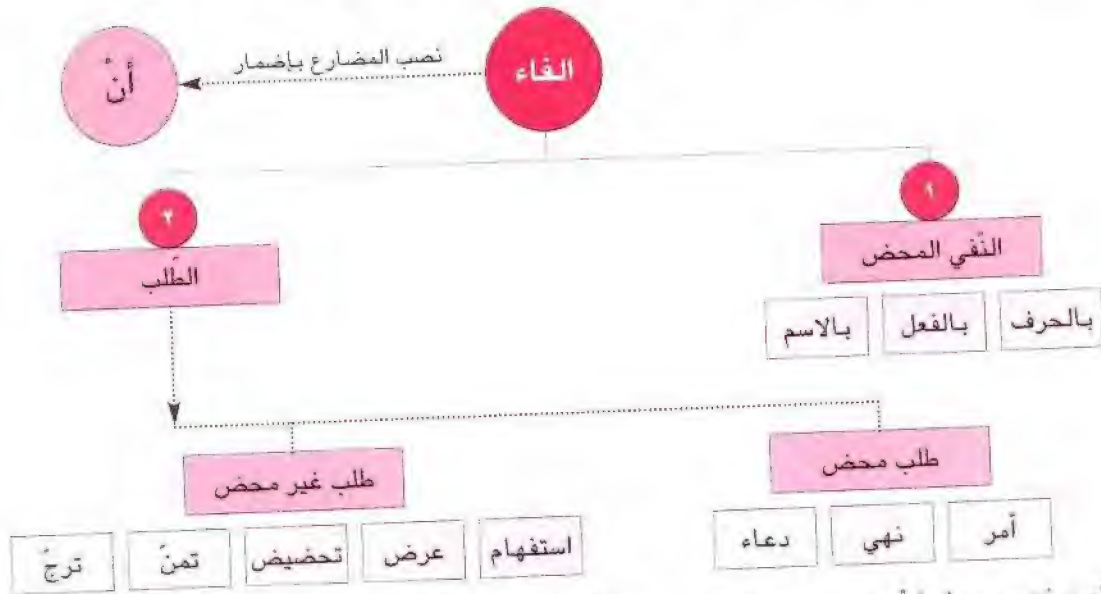 الفاء
نصب المضارع بإضمار
أنْ
١
النّفي المحض
بالحرف
بالفعل
بالاسم
٢
الطّلب
طلب محض
أمر
نهي
دعاء
طلب غير محض
استفهام
عرض
تحضيض
تمنّ
ترجّ